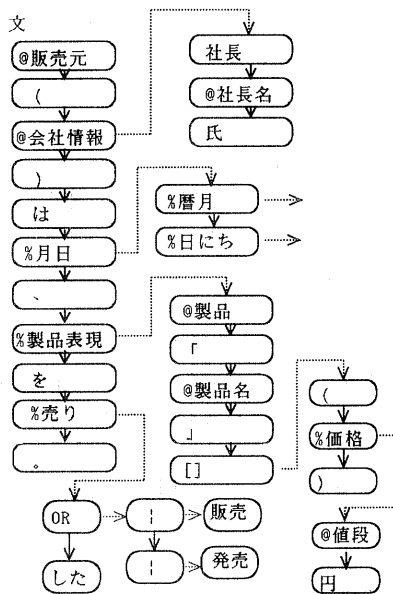 文
@販売元
(
@会社情報
)
は
%月日
、
%製品表現
を
%売り
。
社長
@社長名
氏
%暦月
%日にち
@製品
「
@製品名
」
[]
(
%価格
)
@値段
円
OR
した
¦
販売
¦
発売